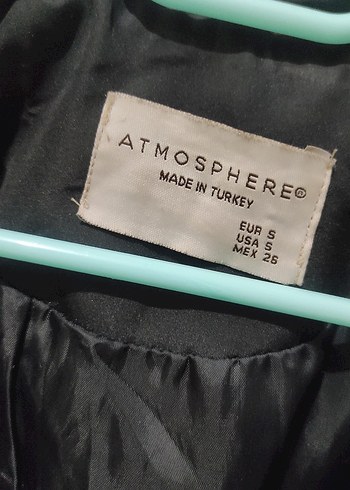 ATMOSPHERE®
MADE IN TURKEY
EUR S
USA S
MEX 26